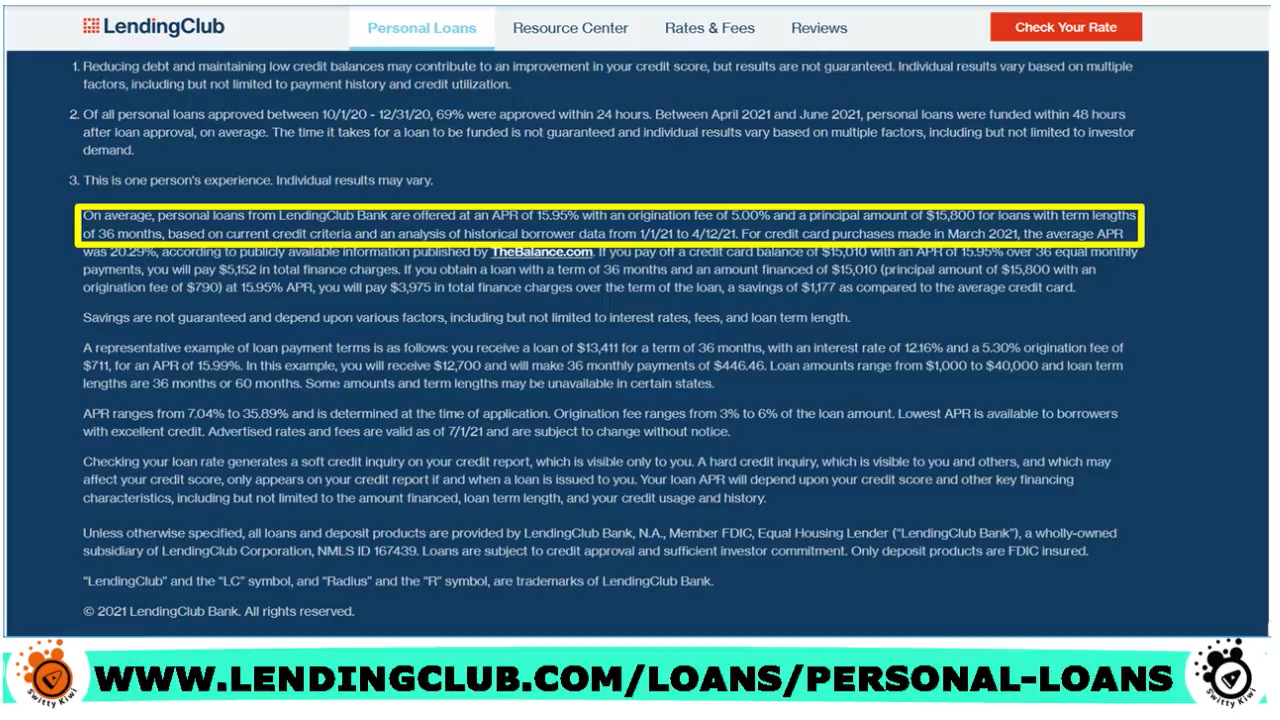 LendingClub
Personal Loans
Resource Center
Rates & Fees
Reviews
Check Your Rate
1. Reducing debt and maintaining low credit balances may contribute to an improvement in your credit score, but results are not guaranteed. Individual results vary based on multiple
factors, including but not limited to payment history and credit utilization.
2. Of all personal loans approved between 10/1/20 - 12/31/20, 69% were approved within 24 hours. Between April 2021 and June 2021, personal loans were funded within 48 hours
after loan approval, on average. The time it takes for a loan to be funded is not guaranteed and individual results vary based on multiple factors, including but not limited to investor
demand.
3. This is one person's experience. Individual results may vary.
On average, personal loans from LendingClub Bank are offered at an APR of 15.95% with an origination fee of 5.00% and a principal amount of $15,800 for loans with term lengths
of 36 months, based on current credit criteria and an analysis of historical borrower data from 1/1/21 to 4/12/21. For credit card purchases made in March 2021, the average APR
was 20.29%, according to publicly available information published by TheBalance.com. If you pay off a credit card balance of $15,010 with an APR of 15.95% over 36 equal monthly
payments, you will pay $5,152 in total finance charges. If you obtain a loan with a term of 36 months and an amount financed of $15,010 (principal amount of $15,800 with an
origination fee of $790) at 15.95% APR, you will pay $3,975 in total finance charges over the term of the loan, a savings of $1,177 as compared to the average credit card.
Savings are not guaranteed and depend upon various factors, including but not limited to interest rates, fees, and loan term length.
A representative example of loan payment terms is as follows: you receive a loan of $13,411 for a term of 36 months, with an interest rate of 12.16% and a 5.30% origination fee of
$711, for an APR of 15.99%. In this example, you will receive $12,700 and will make 36 monthly payments of $446.46. Loan amounts range from $1,000 to $40,000 and loan term
lengths are 36 months or 60 months. Some amounts and term lengths may be unavailable in certain states.
APR ranges from 7.04% to 35.89% and is determined at the time of application. Origination fee ranges from 3% to 6% of the loan amount. Lowest APR is available to borrowers
with excellent credit. Advertised rates and fees are valid as of 7/1/21 and are subject to change without notice.
Checking your loan rate generates a soft credit inquiry on your credit report, which is visible only to you. A hard credit inquiry, which is visible to you and others, and which may
affect your credit score, only appears on your credit report if and when a loan is issued to you. Your loan APR will depend upon your credit score and other key financing
characteristics, including but not limited to the amount financed, loan term length, and your credit usage and history.
Unless otherwise specified, all loans and deposit products are provided by LendingClub Bank, N.A., Member FDIC, Equal Housing Lender ("LendingClub Bank"), a wholly-owned
subsidiary of LendingClub Corporation, NMLS ID 167439. Loans are subject to credit approval and sufficient investor commitment. Only deposit products are FDIC insured.
"LendingClub" and the "LC" symbol, and "Radius" and the "R" symbol, are trademarks of LendingClub Bank.
© 2021 LendingClub Bank. All rights reserved.
Switty Kiwi
WWW.LENDINGCLUB.COM/LOANS/PERSONAL-LOANS
Switty Kiwi